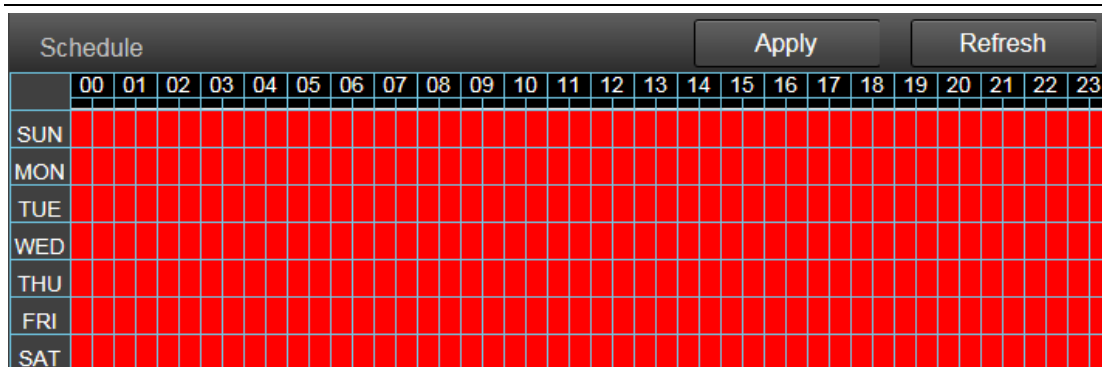 Schedule Apply Refresh
00 01 02 03 04 05 06 07 08 09 10 11 12 13 14 15 16 17 18 19 20 21 22 23
SUN
MON
TUE
WED
THU
FRI
SAT